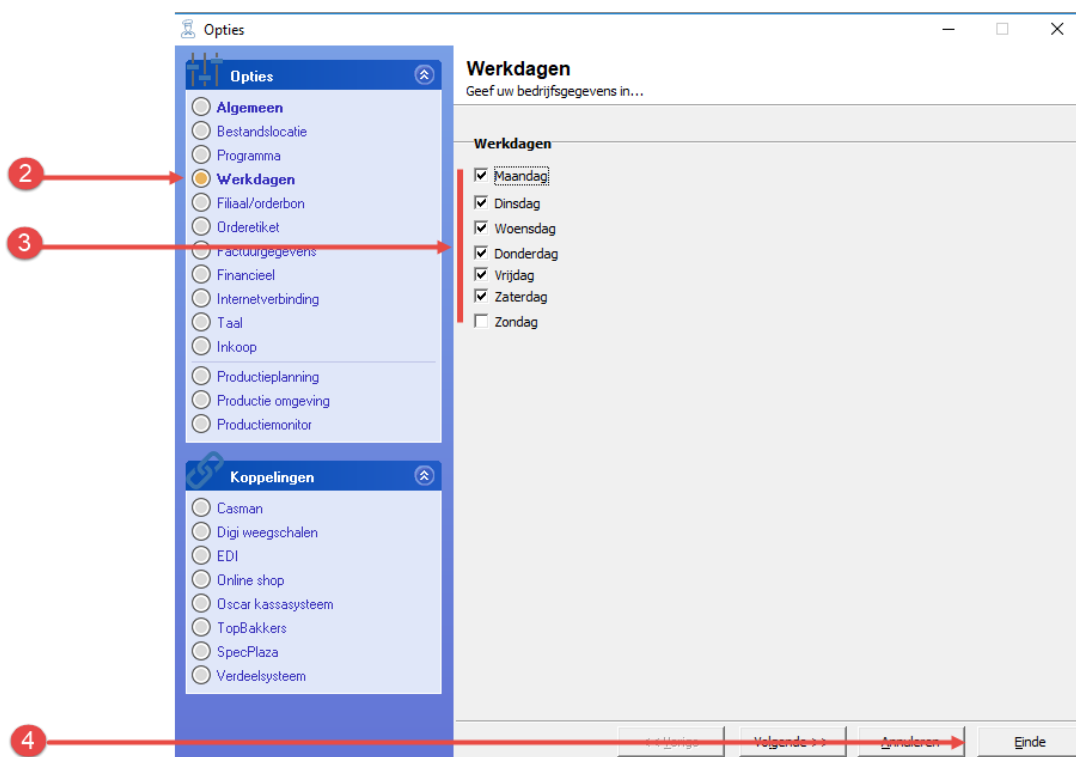 Opties
Opties
Algemeen
Bestandslocatie
Programma
Werkdagen
Filiaal/orderbon
Orderetiket
Factuurgegevens
Financieel
Internetverbinding
Taal
Inkoop
Productieplanning
Productie omgeving
Productiemonitor
Koppelingen
Casman
Digi weegschalen
EDI
Online shop
Oscar kassasysteem
TopBakkers
SpecPlaza
Verdeelsysteem
2
3
4
Werkdagen
Geef uw bedrijfsgegevens in...
Werkdagen
Maandag
Dinsdag
Woensdag
Donderdag
Vrijdag
Zaterdag
Zondag
<< Vorige
Volgende >>
Annuleren
Einde